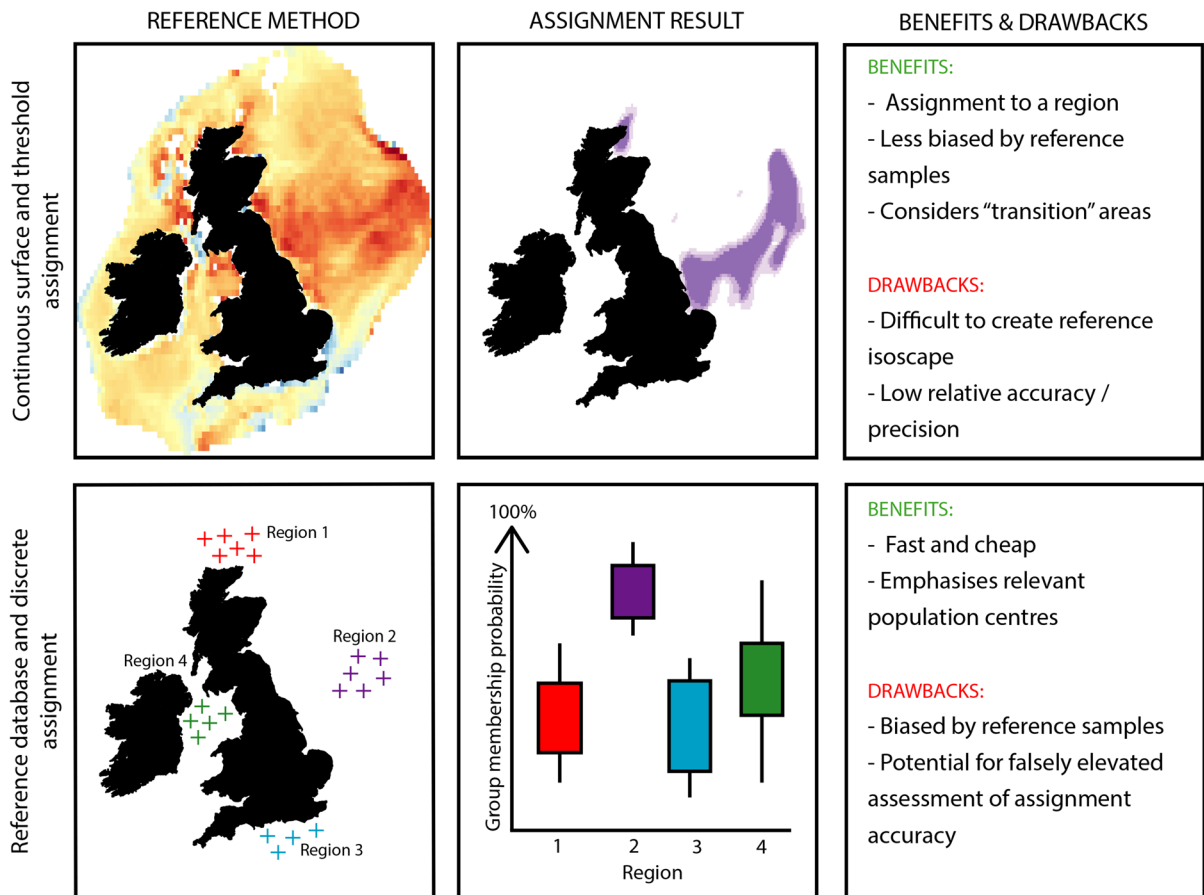 REFERENCE METHOD
ASSIGNMENT RESULT
BENEFITS & DRAWBACKS
Continuous surface and threshold
assignment
BENEFITS:
- Assignment to a region
- Less biased by reference
samples
- Considers “transition” areas
DRAWBACKS:
- Difficult to create reference
isoscape
- Low relative accuracy /
precision
Reference database and discrete
assignment
Region 1
Region 2
Region 4
Region 3
100%
Group membership probability
1 2 3 4
Region
BENEFITS:
- Fast and cheap
- Emphasises relevant
population centres
DRAWBACKS:
- Biased by reference samples
- Potential for falsely elevated
assessment of assignment
accuracy